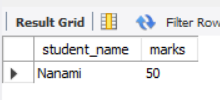 Result Grid Filter Row
student_name marks
Nanami 50